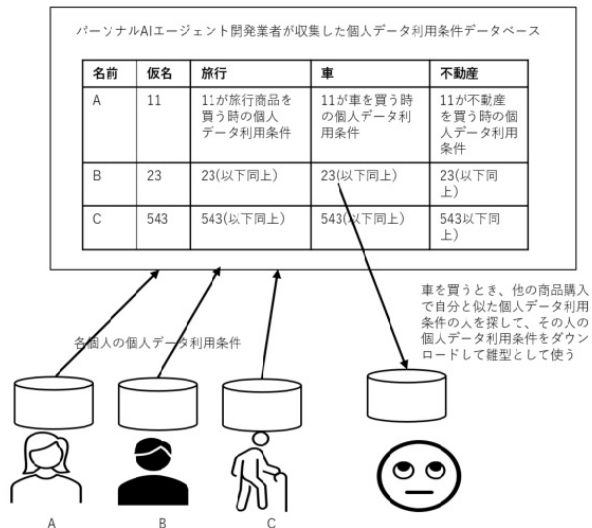 パーソナルAIエージェント開発業者が収集した個人データ利用条件データベース
名前 仮名 旅行 車 不動産
A 11 11が旅行商品を買う時の個人データ利用条件 11が車を買う時の個人データ利用条件 11が不動産を買う時の個人データ利用条件
B 23 23(以下同上) 23(以下同上) 23(以下同上)
C 543 543(以下同上) 543(以下同上) 543以下同上)
車を買うとき、他の商品購入
で自分と似た個人データ利用
条件の人を探して、その人の
個人データ利用条件をダウン
ロードして雛型として使う
各個人の個人データ利用条件
A B C